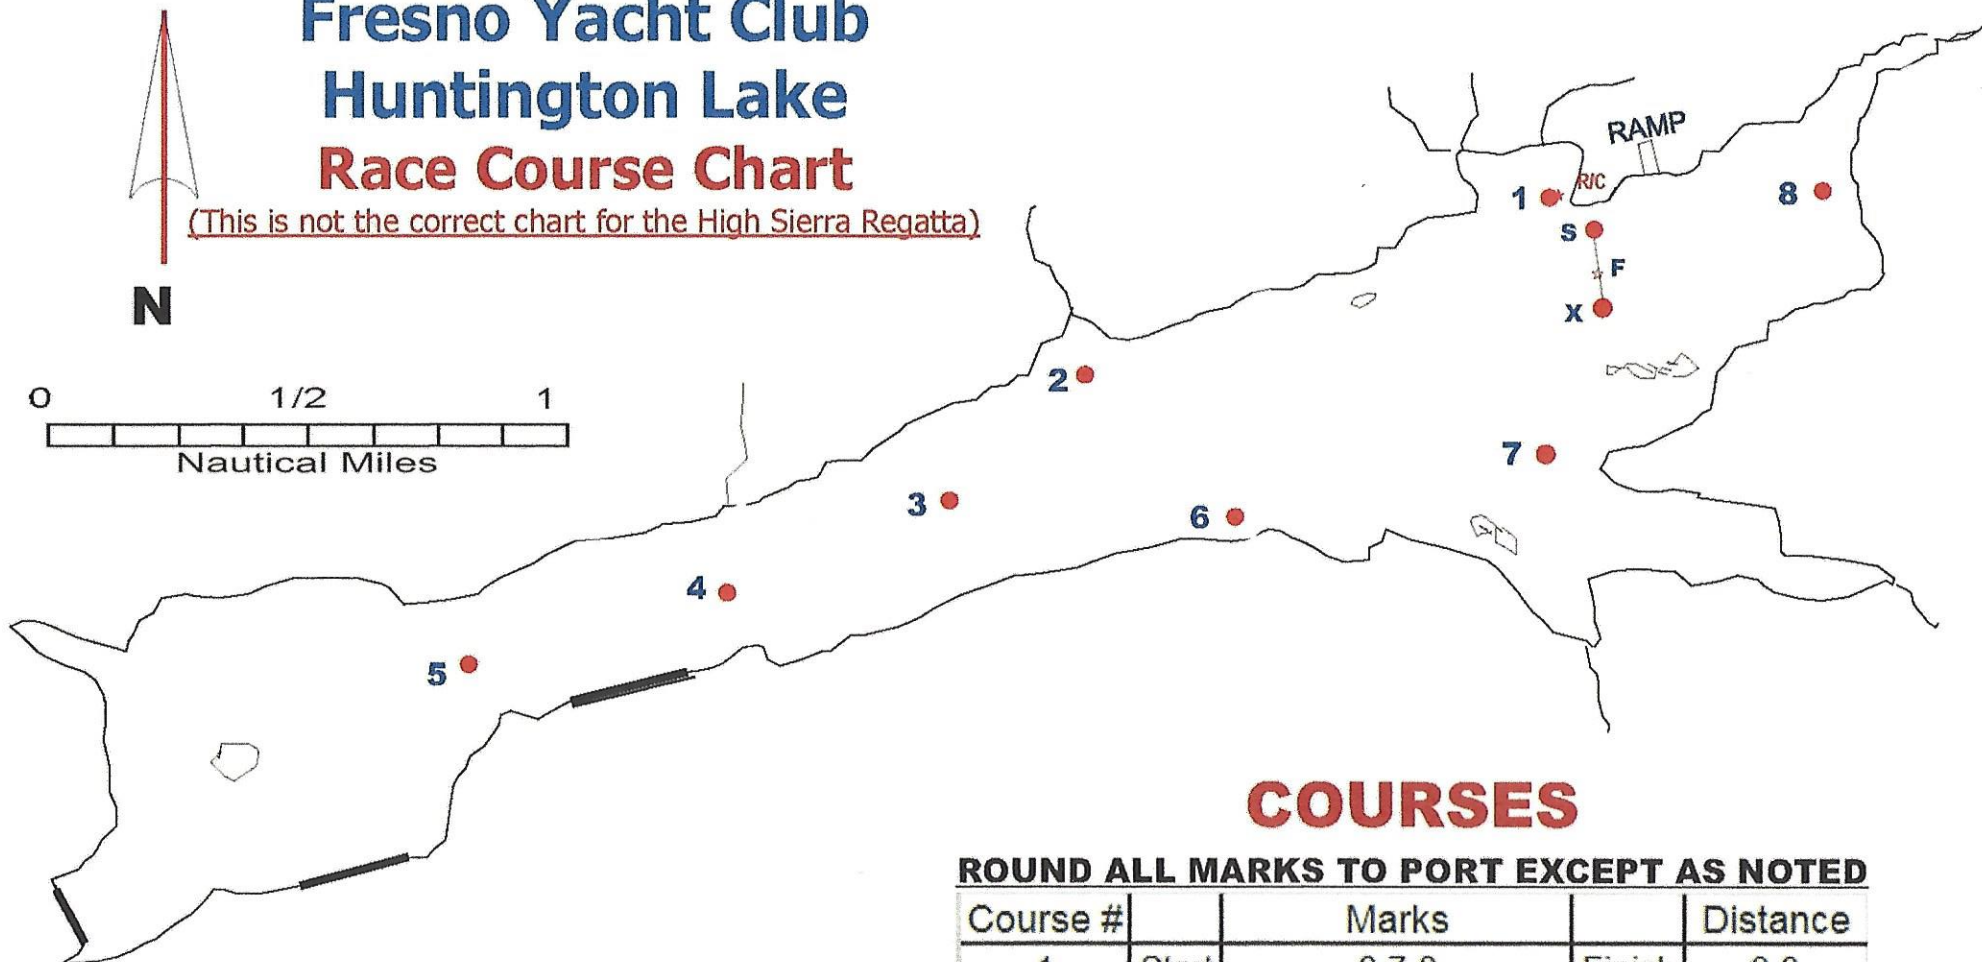 Fresno Yacht Club
Huntington Lake
Race Course Chart
(This is not the correct chart for the High Sierra Regatta)
N
0 1/2 1
Nautical Miles
RAMP
R/C
1
8
S
F
X
2
7
3
6
4
5
COURSES
ROUND ALL MARKS TO PORT EXCEPT AS NOTED
Course # Marks Distance